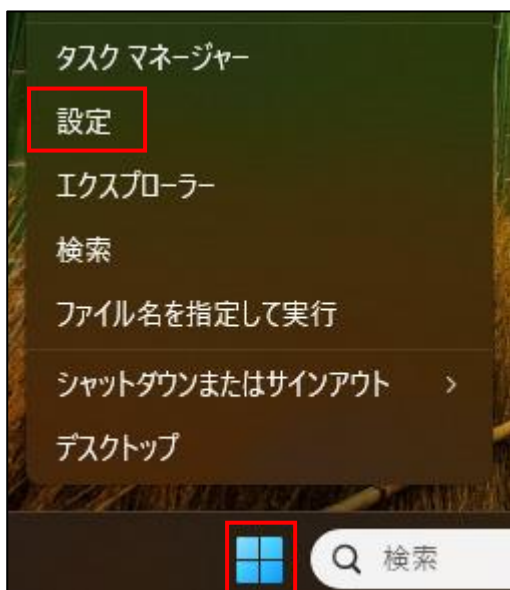 タスク マネージャー
設定
エクスプローラー
検索
ファイル名を指定して実行
シャットダウンまたはサインアウト
デスクトップ
検索